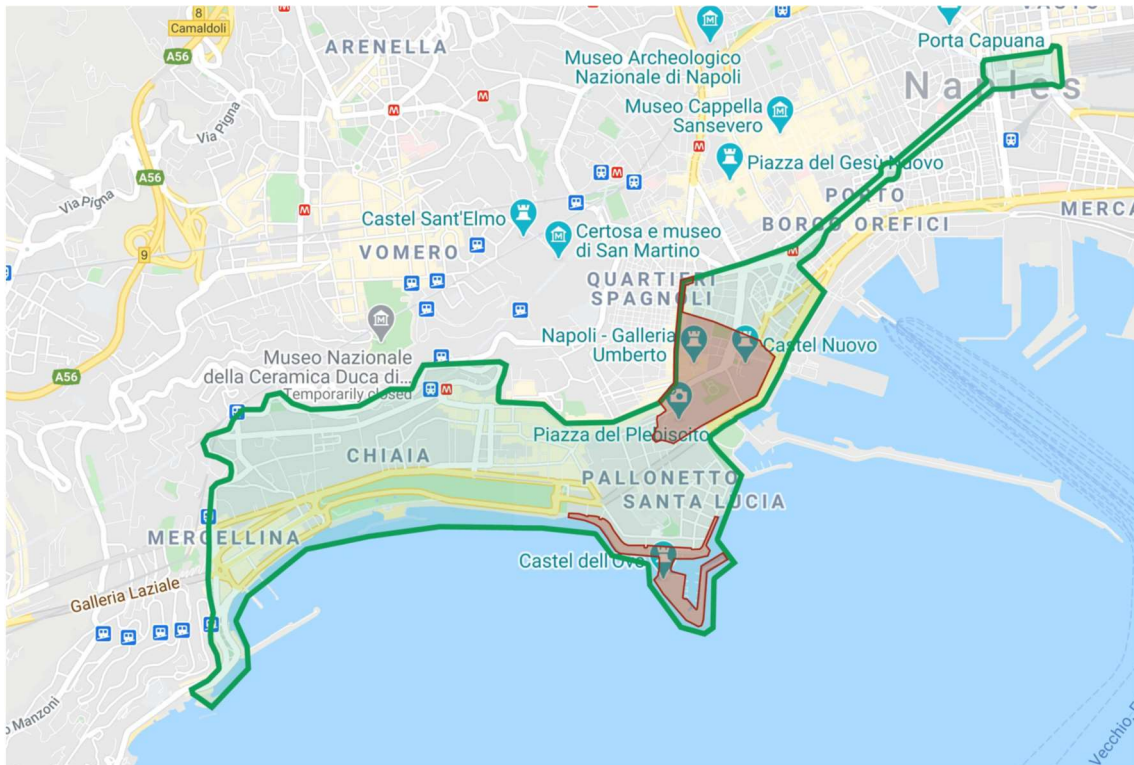 8
Camaldoli
A56
ARENELLA
Museo Archeologico
Nazionale di Napoli
Porta Capuana
Naples
Via Pigna
Museo Cappella
Sansevero
A56
Via Pigna
Piazza del Gesù Nuovo
PORTO
BORGO OREFICI
Castel Sant'Elmo
Certosa e museo
di San Martino
9
VOMERO
QUARTIERI
SPAGNOLI
Napoli - Galleria
Umberto
Castel Nuovo
Museo Nazionale
della Ceramica Duca di...
Temporarily closed
A56
Piazza del Plebiscito
CHIAIA
PALLONETTO
SANTA LUCIA
MERGELLINA
Castel dell'Ovo
Galleria Laziale
Manzoni
Vecchio